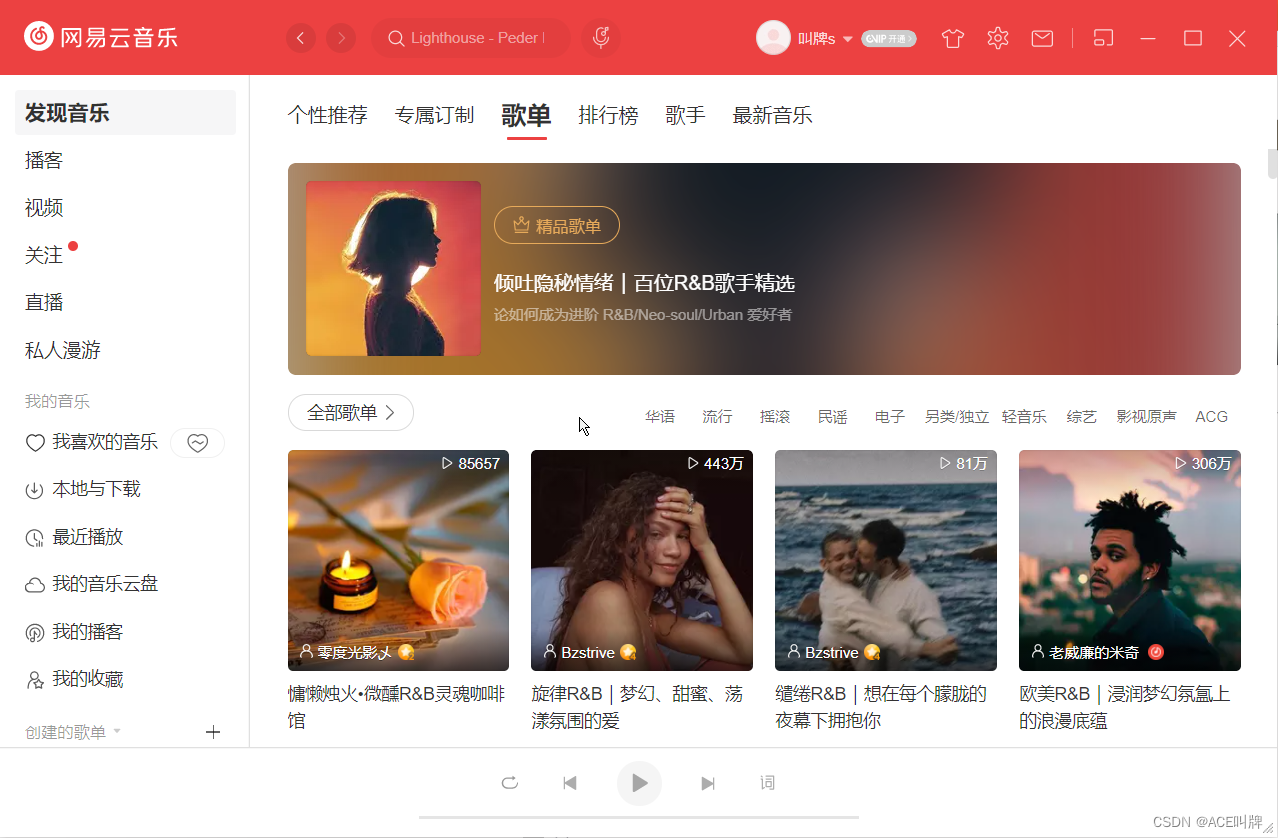 网易云音乐
Lighthouse - Peder
叫牌s
VIP开通
发现音乐
播客
视频
关注
直播
私人漫游
我的音乐
我喜欢的音乐
本地与下载
最近播放
我的音乐云盘
我的播客
我的收藏
创建的歌单
个性推荐 专属订制 歌单 排行榜 歌手 最新音乐
精品歌单
倾吐隐秘情绪｜百位R&B歌手精选
论如何成为进阶 R&B/Neo-soul/Urban 爱好者
全部歌单
华语 流行 摇滚 民谣 电子 另类/独立 轻音乐 综艺 影视原声 ACG
85657
零度光影乄
慵懒烛火•微醺R&B灵魂咖啡
馆
443万
Bzstrive
旋律R&B｜梦幻、甜蜜、荡
漾氛围的爱
81万
Bzstrive
缱绻R&B｜想在每个朦胧的
夜幕下拥抱你
306万
老威廉的米奇
欧美R&B｜浸润梦幻氛氲上
的浪漫底蕴
词
CSDN @ACE叫牌